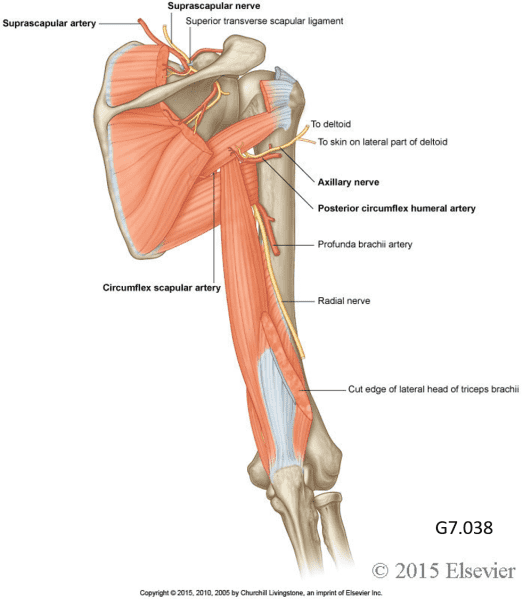 Suprascapular nerve
Suprascapular artery
Superior transverse scapular ligament
To deltoid
To skin on lateral part of deltoid
Axillary nerve
Posterior circumflex humeral artery
Profunda brachii artery
Circumflex scapular artery
Radial nerve
Cut edge of lateral head of triceps brachii
G7.038
© 2015 Elsevier
Copyright © 2015, 2010, 2005 by Churchill Livingstone, an imprint of Elsevier Inc.